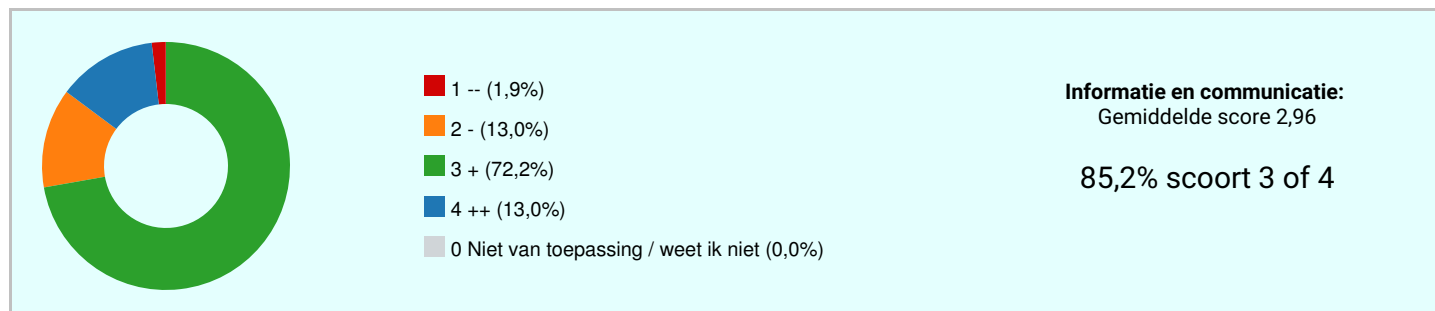 1 -- (1,9%)
2 - (13,0%)
3 + (72,2%)
4 ++ (13,0%)
0 Niet van toepassing / weet ik niet (0,0%)
Informatie en communicatie:
Gemiddelde score 2,96
85,2% scoort 3 of 4